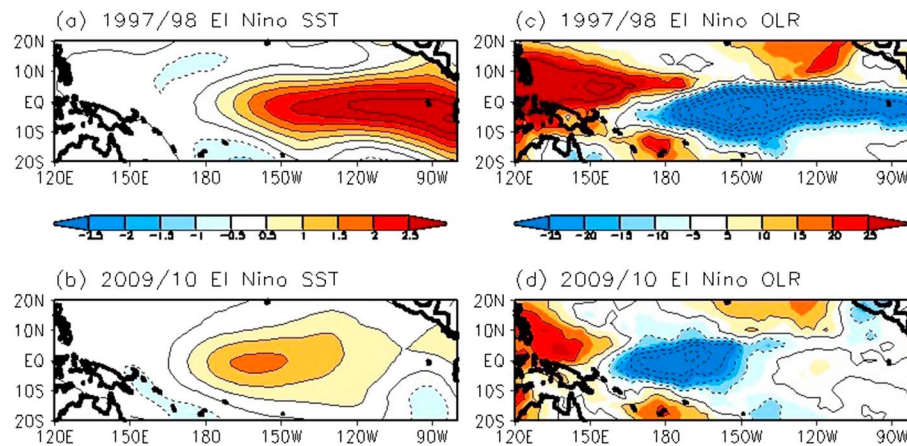 (a) 1997/98 El Nino SST
(c) 1997/98 El Nino OLR
20N
10N
EQ
10S
20S
120E 150E 180 150W 120W 90W
20N
10N
EQ
10S
20S
120E 150E 180 150W 120W 90W
-2.5 -2 -1.5 -1 -0.5 0.5 1 1.5 2 2.5
-25 -20 -15 -10 -5 5 10 15 20 25
(b) 2009/10 El Nino SST
(d) 2009/10 El Nino OLR
20N
10N
EQ
10S
20S
120E 150E 180 150W 120W 90W
20N
10N
EQ
10S
20S
120E 150E 180 150W 120W 90W